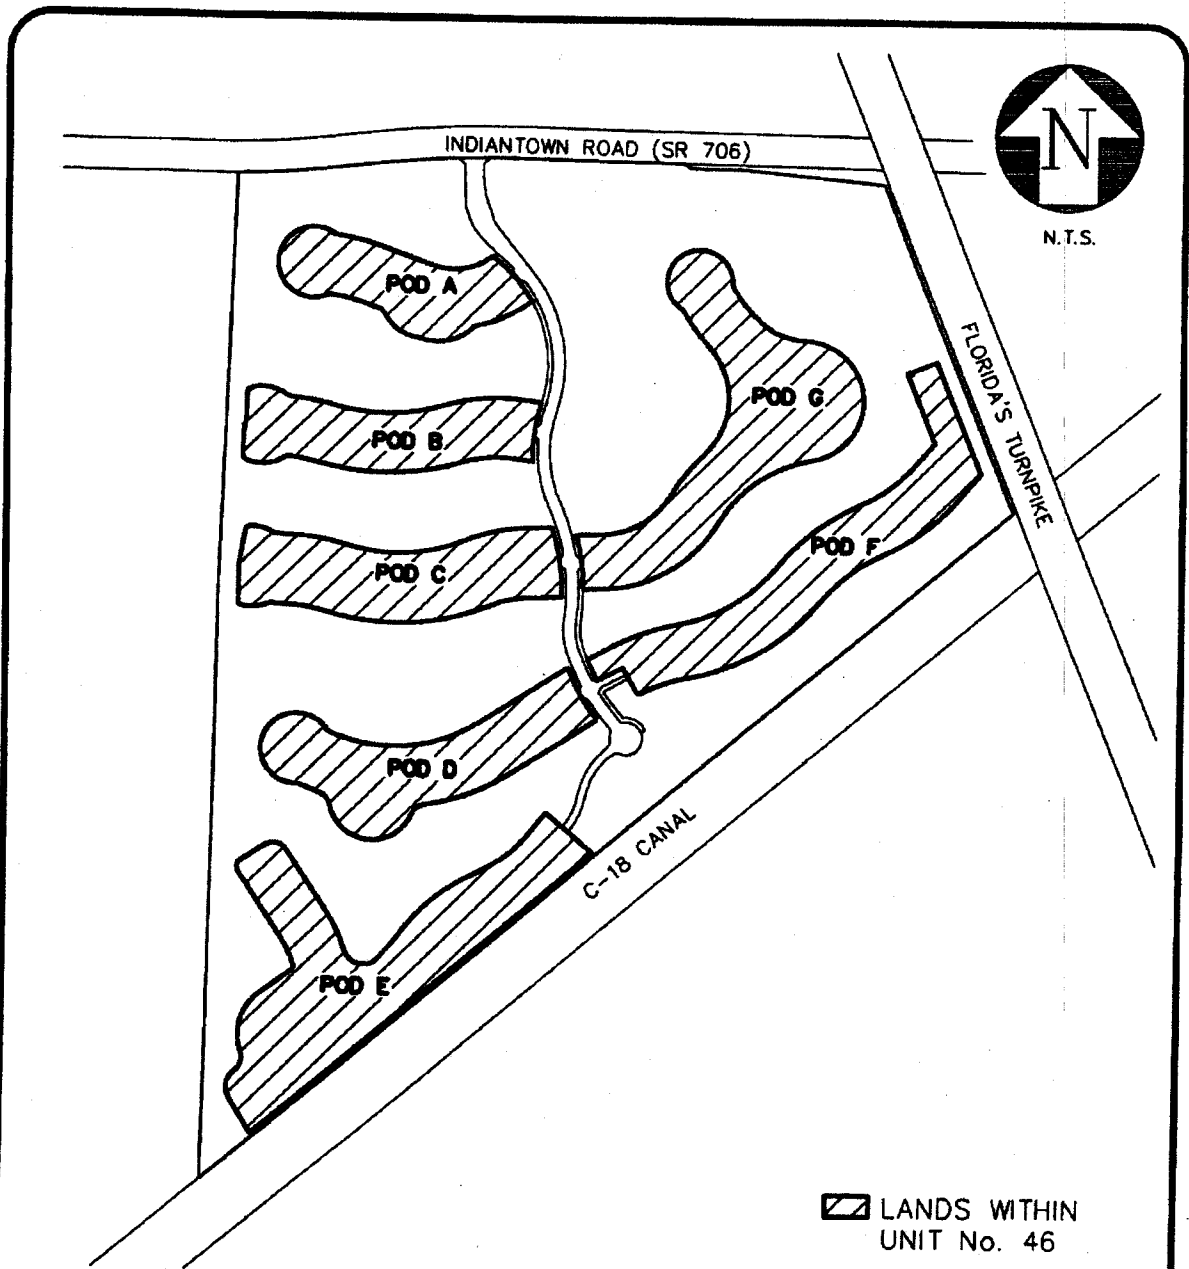 INDIANTOWN ROAD (SR 706)
N
N.T.S.
POD A
POD G
FLORIDA'S TURNPIKE
POD B
POD F
POD C
POD D
C-18 CANAL
POD E
LANDS WITHIN
UNIT No. 46